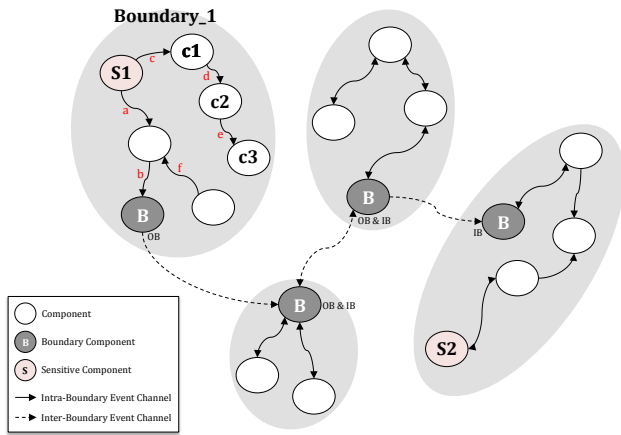 Boundary_1
S1
c
c1
d
c2
a
e
c3
b
f
B
OB
B
OB & IB
B
IB
B
OB & IB
S2
Component
B
Boundary Component
S
Sensitive Component
Intra-Boundary Event Channel
Inter-Boundary Event Channel